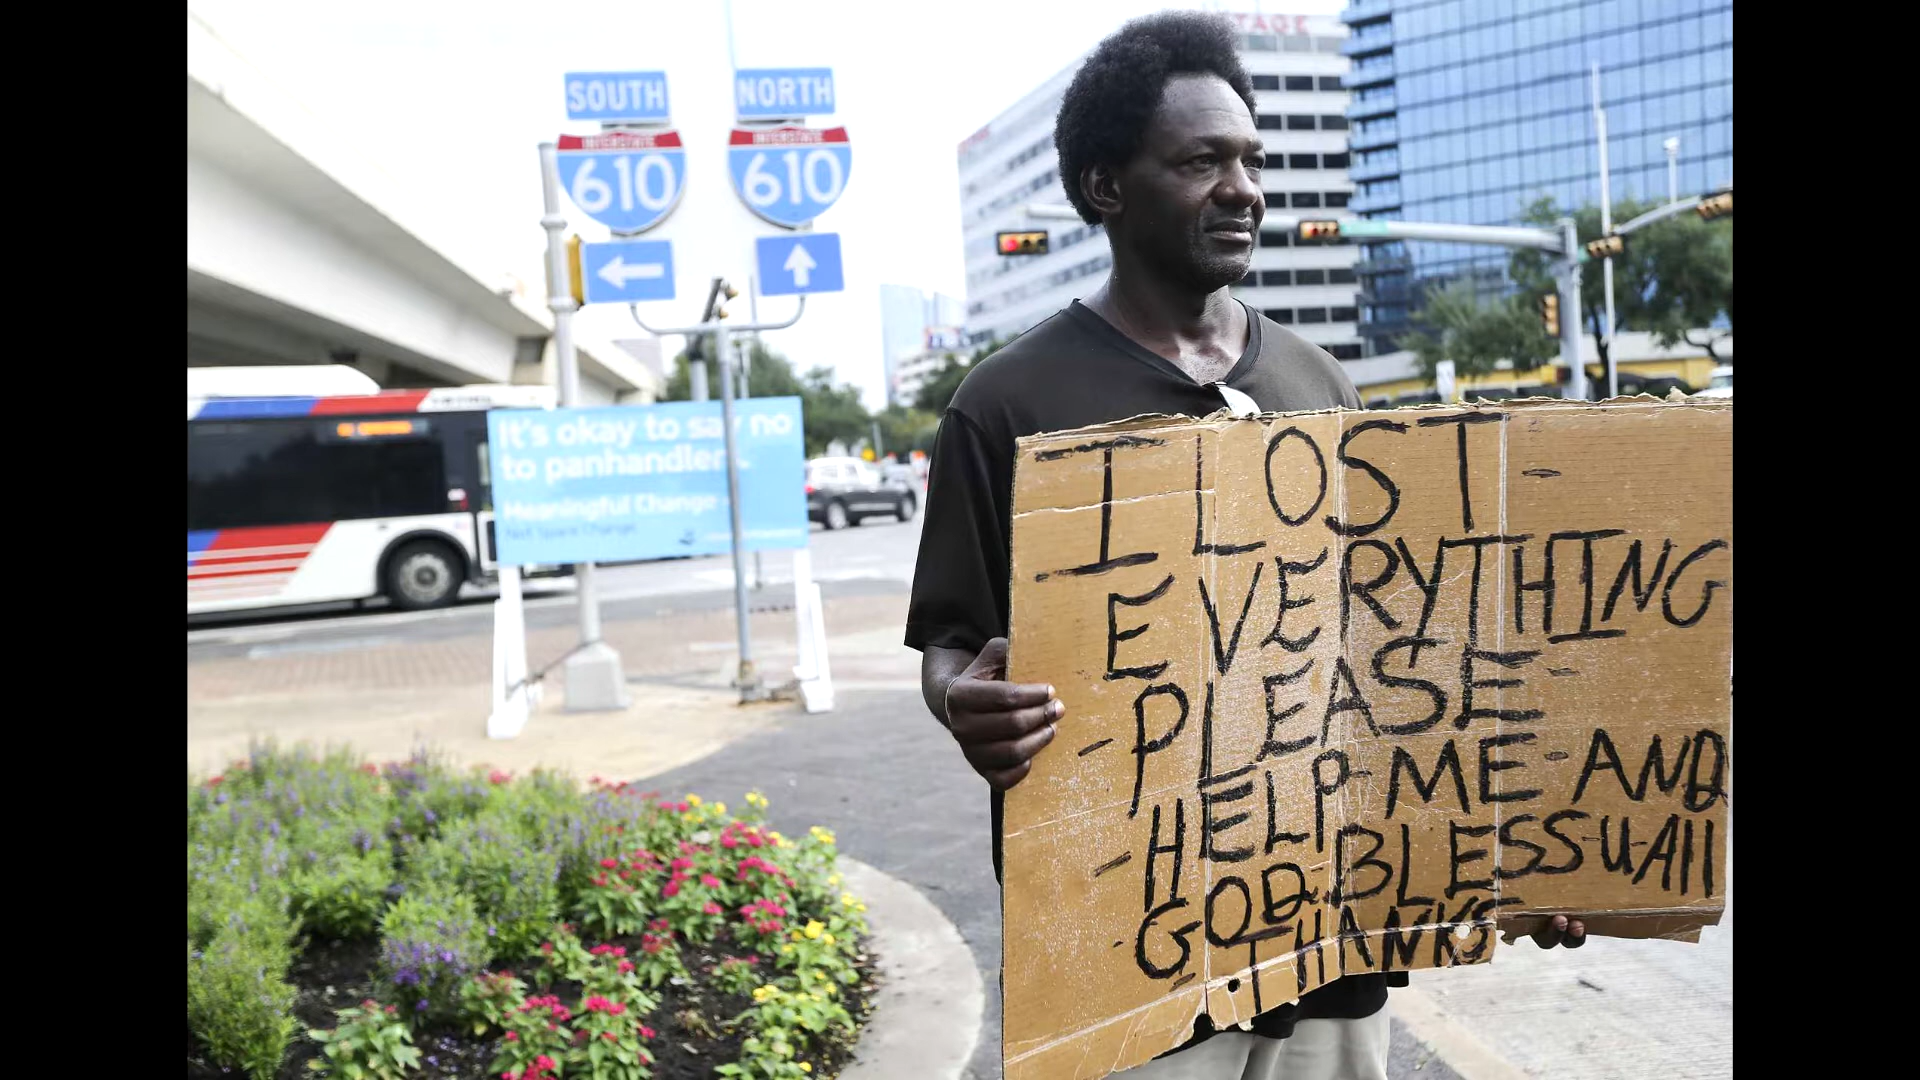 SOUTH
NORTH
INTERSTATE
610
INTERSTATE
610
It's okay to say no
to panhandlers.
Meaningful Change -
Not Spare Change
I LOST-
EVERYTHING
-PLEASE-
-HELP-ME-AND
-GOD-BLESS-U-All
THANKS